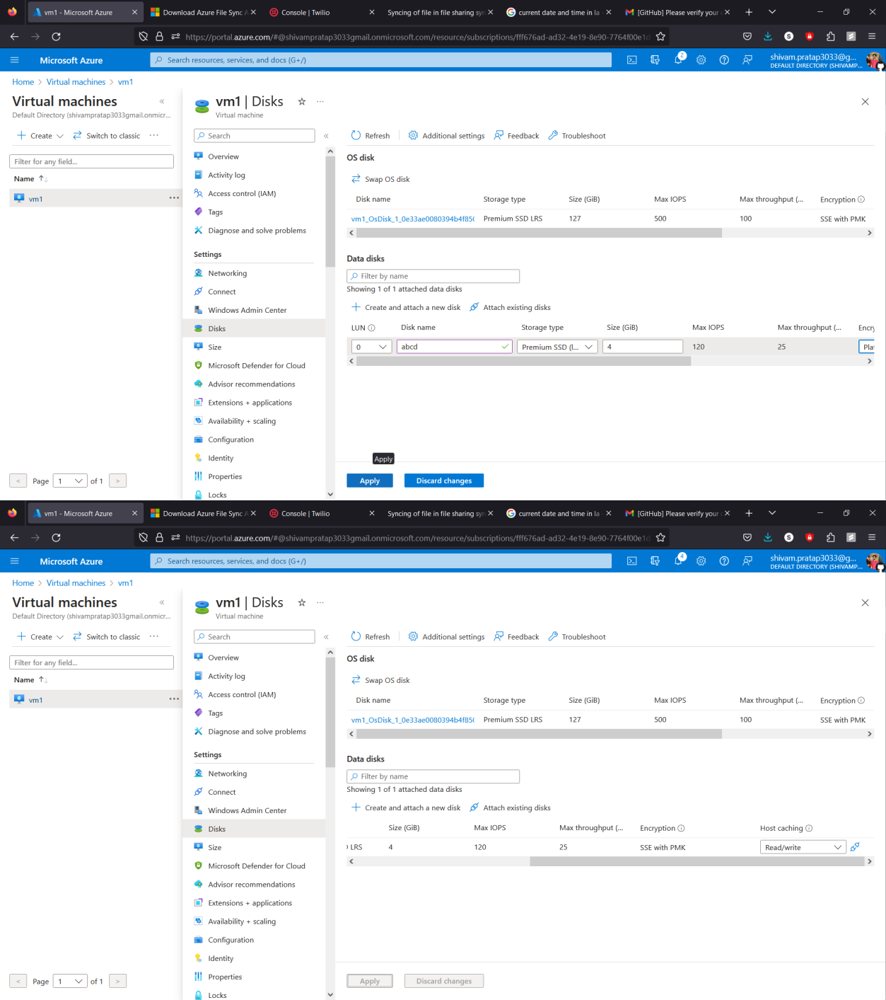 vm1 - Microsoft Azure
Download Azure File Sync A
Console | Twilio
Syncing of file in file sharing syn
current date and time in la
[GitHub] Please verify your
https://portal.azure.com/#@shivampratap3033gmail.onmicrosoft.com/resource/subscriptions/fff676ad-ad32-4e19-8e90-7764f00e1d
Microsoft Azure
Search resources, services, and docs (G+/)
2
shivam.pratap3033@g...
DEFAULT DIRECTORY (SHIVAMP...
Home > Virtual machines > vm1
Virtual machines
Default Directory (shivampratap3033gmail.onmicr...
Create
Switch to classic
Filter for any field...
Name
vm1
Page 1 of 1
vm1 | Disks
Virtual machine
Search
Overview
Activity log
Access control (IAM)
Tags
Diagnose and solve problems
Settings
Networking
Connect
Windows Admin Center
Disks
Size
Microsoft Defender for Cloud
Advisor recommendations
Extensions + applications
Availability + scaling
Configuration
Identity
Properties
Locks
Refresh Additional settings Feedback Troubleshoot
OS disk
Swap OS disk
Disk name Storage type Size (GiB) Max IOPS Max throughput (... Encryption
vm1_OsDisk_1_0e33ae0080394b4f850 Premium SSD LRS 127 500 100 SSE with PMK
Data disks
Filter by name
Showing 1 of 1 attached data disks
Create and attach a new disk Attach existing disks
LUN Disk name Storage type Size (GiB) Max IOPS Max throughput (... Encry
0 abcd Premium SSD (l... 4 120 25 Pla
Apply
Apply Discard changes
vm1 - Microsoft Azure
Download Azure File Sync A
Console | Twilio
Syncing of file in file sharing syn
current date and time in la
[GitHub] Please verify your
https://portal.azure.com/#@shivampratap3033gmail.onmicrosoft.com/resource/subscriptions/fff676ad-ad32-4e19-8e90-7764f00e1d
Microsoft Azure
Search resources, services, and docs (G+/)
4
shivam.pratap3033@g...
DEFAULT DIRECTORY (SHIVAMP...
Home > Virtual machines > vm1
Virtual machines
Default Directory (shivampratap3033gmail.onmicr...
Create
Switch to classic
Filter for any field...
Name
vm1
Page 1 of 1
vm1 | Disks
Virtual machine
Search
Overview
Activity log
Access control (IAM)
Tags
Diagnose and solve problems
Settings
Networking
Connect
Windows Admin Center
Disks
Size
Microsoft Defender for Cloud
Advisor recommendations
Extensions + applications
Availability + scaling
Configuration
Identity
Properties
Locks
Refresh Additional settings Feedback Troubleshoot
OS disk
Swap OS disk
Disk name Storage type Size (GiB) Max IOPS Max throughput (... Encryption
vm1_OsDisk_1_0e33ae0080394b4f850 Premium SSD LRS 127 500 100 SSE with PMK
Data disks
Filter by name
Showing 1 of 1 attached data disks
Create and attach a new disk Attach existing disks
Size (GiB) Max IOPS Max throughput (... Encryption Host caching
LRS 4 120 25 SSE with PMK Read/write
Apply Discard changes